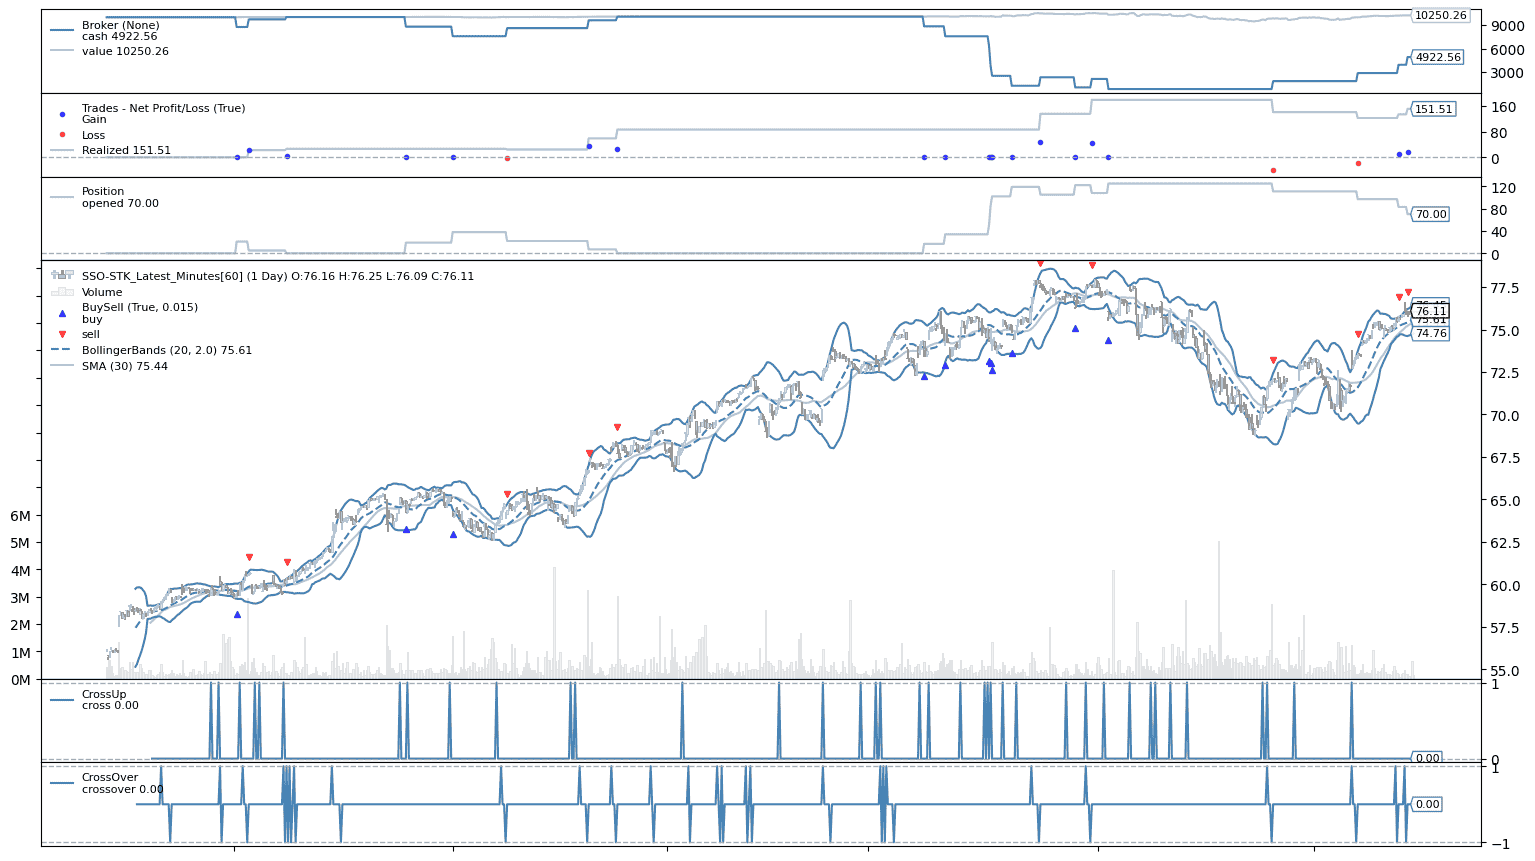 Broker (None)
cash 4922.56
value 10250.26
10250.26
9000
6000
4922.56
3000
Trades - Net Profit/Loss (True)
Gain
Loss
Realized 151.51
160
151.51
80
0
Position
opened 70.00
120
80
70.00
40
0
SSO-STK_Latest_Minutes[60] (1 Day) O:76.16 H:76.25 L:76.09 C:76.11
Volume
BuySell (True, 0.015)
buy
sell
BollingerBands (20, 2.0) 75.61
SMA (30) 75.44
77.5
76.11
75.61
75.0
74.76
72.5
70.0
67.5
65.0
62.5
60.0
57.5
55.0
6M
5M
4M
3M
2M
1M
0M
CrossUp
cross 0.00
1
0.00
0
CrossOver
crossover 0.00
1
0.00
−1